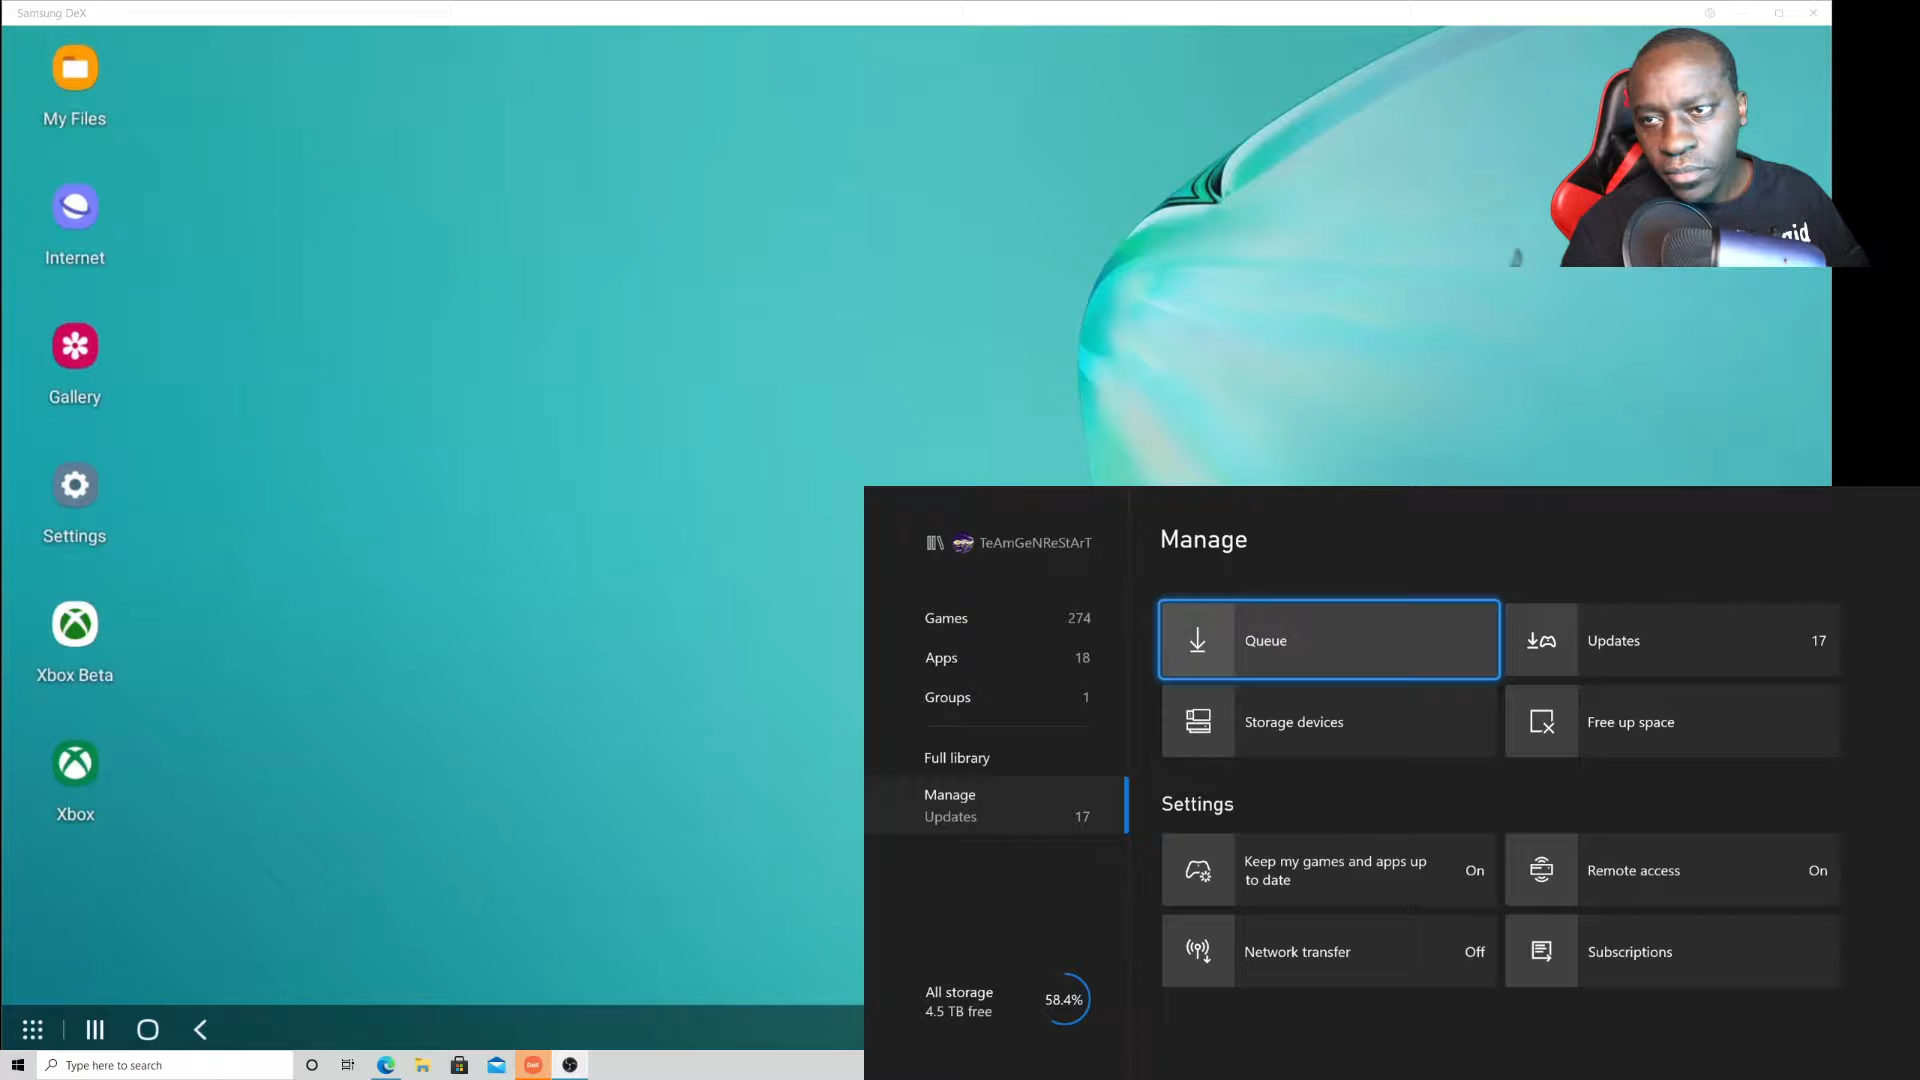 Samsung DeX
My Files
Internet
Gallery
Settings
Xbox Beta
Xbox
TeAmGeNReStArT
Games 274
Apps 18
Groups 1
Full library
Manage
Updates 17
All storage
4.5 TB free
58.4%
Manage
Queue
Updates 17
Storage devices
Free up space
Settings
Keep my games and apps up
to date
On
Remote access On
Network transfer Off
Subscriptions
Type here to search
DeX